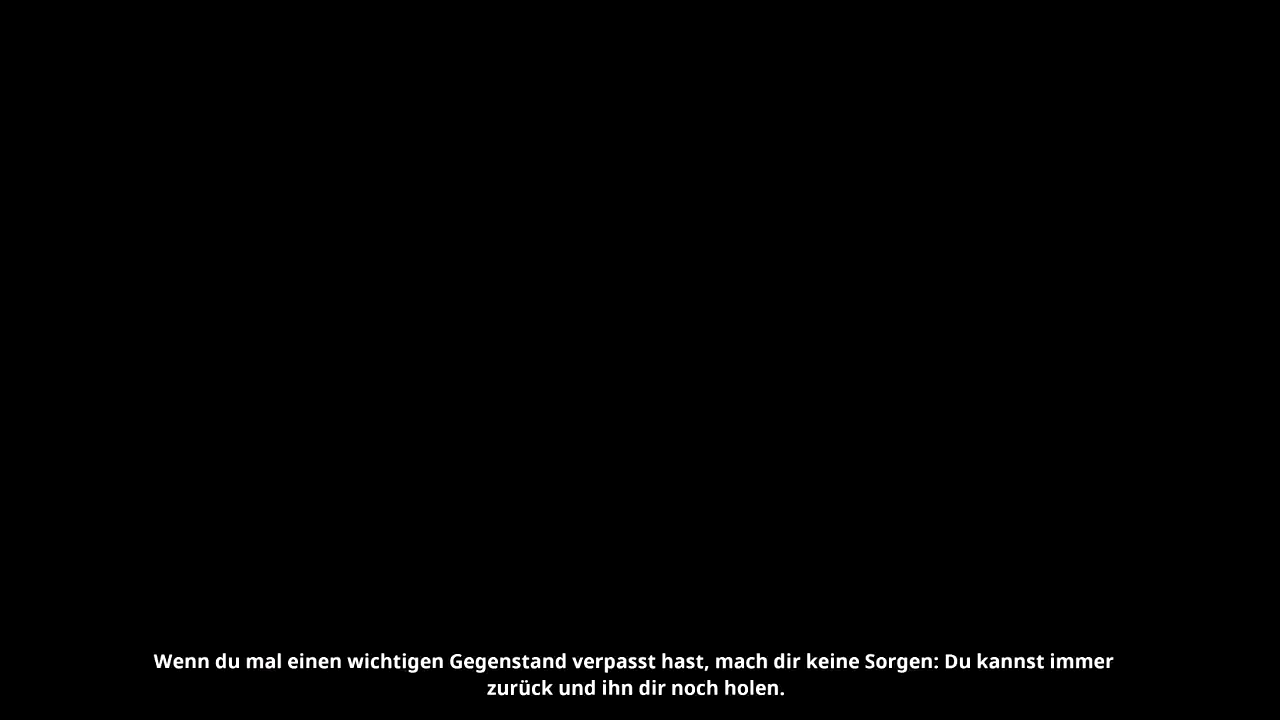 Wenn du mal einen wichtigen Gegenstand verpasst hast, mach dir keine Sorgen: Du kannst immer
zurück und ihn dir noch holen.